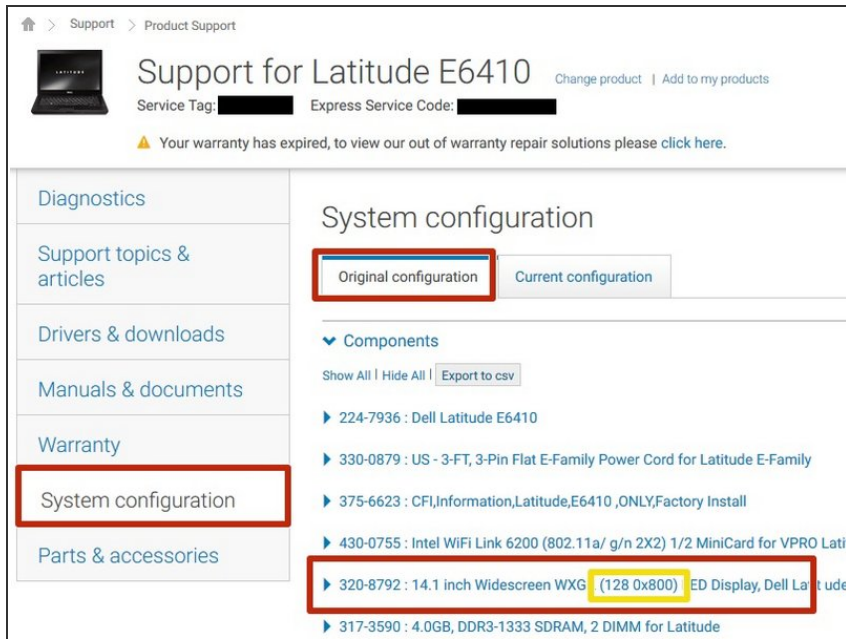 Support > Product Support
LATITUDE
Support for Latitude E6410 Change product | Add to my products
Service Tag: Express Service Code:
Your warranty has expired, to view our out of warranty repair solutions please click here.
Diagnostics
Support topics &
articles
Drivers & downloads
Manuals & documents
Warranty
System configuration
Parts & accessories
System configuration
Original configuration Current configuration
Components
Show All | Hide All | Export to csv
224-7936 : Dell Latitude E6410
330-0879 : US - 3-FT, 3-Pin Flat E-Family Power Cord for Latitude E-Family
375-6623 : CFI,Information,Latitude,E6410 ,ONLY,Factory Install
430-0755 : Intel WiFi Link 6200 (802.11a/ g/n 2X2) 1/2 MiniCard for VPRO Lati
320-8792 : 14.1 inch Widescreen WXG (128 0x800) ED Display, Dell Lat ude
317-3590 : 4.0GB, DDR3-1333 SDRAM, 2 DIMM for Latitude